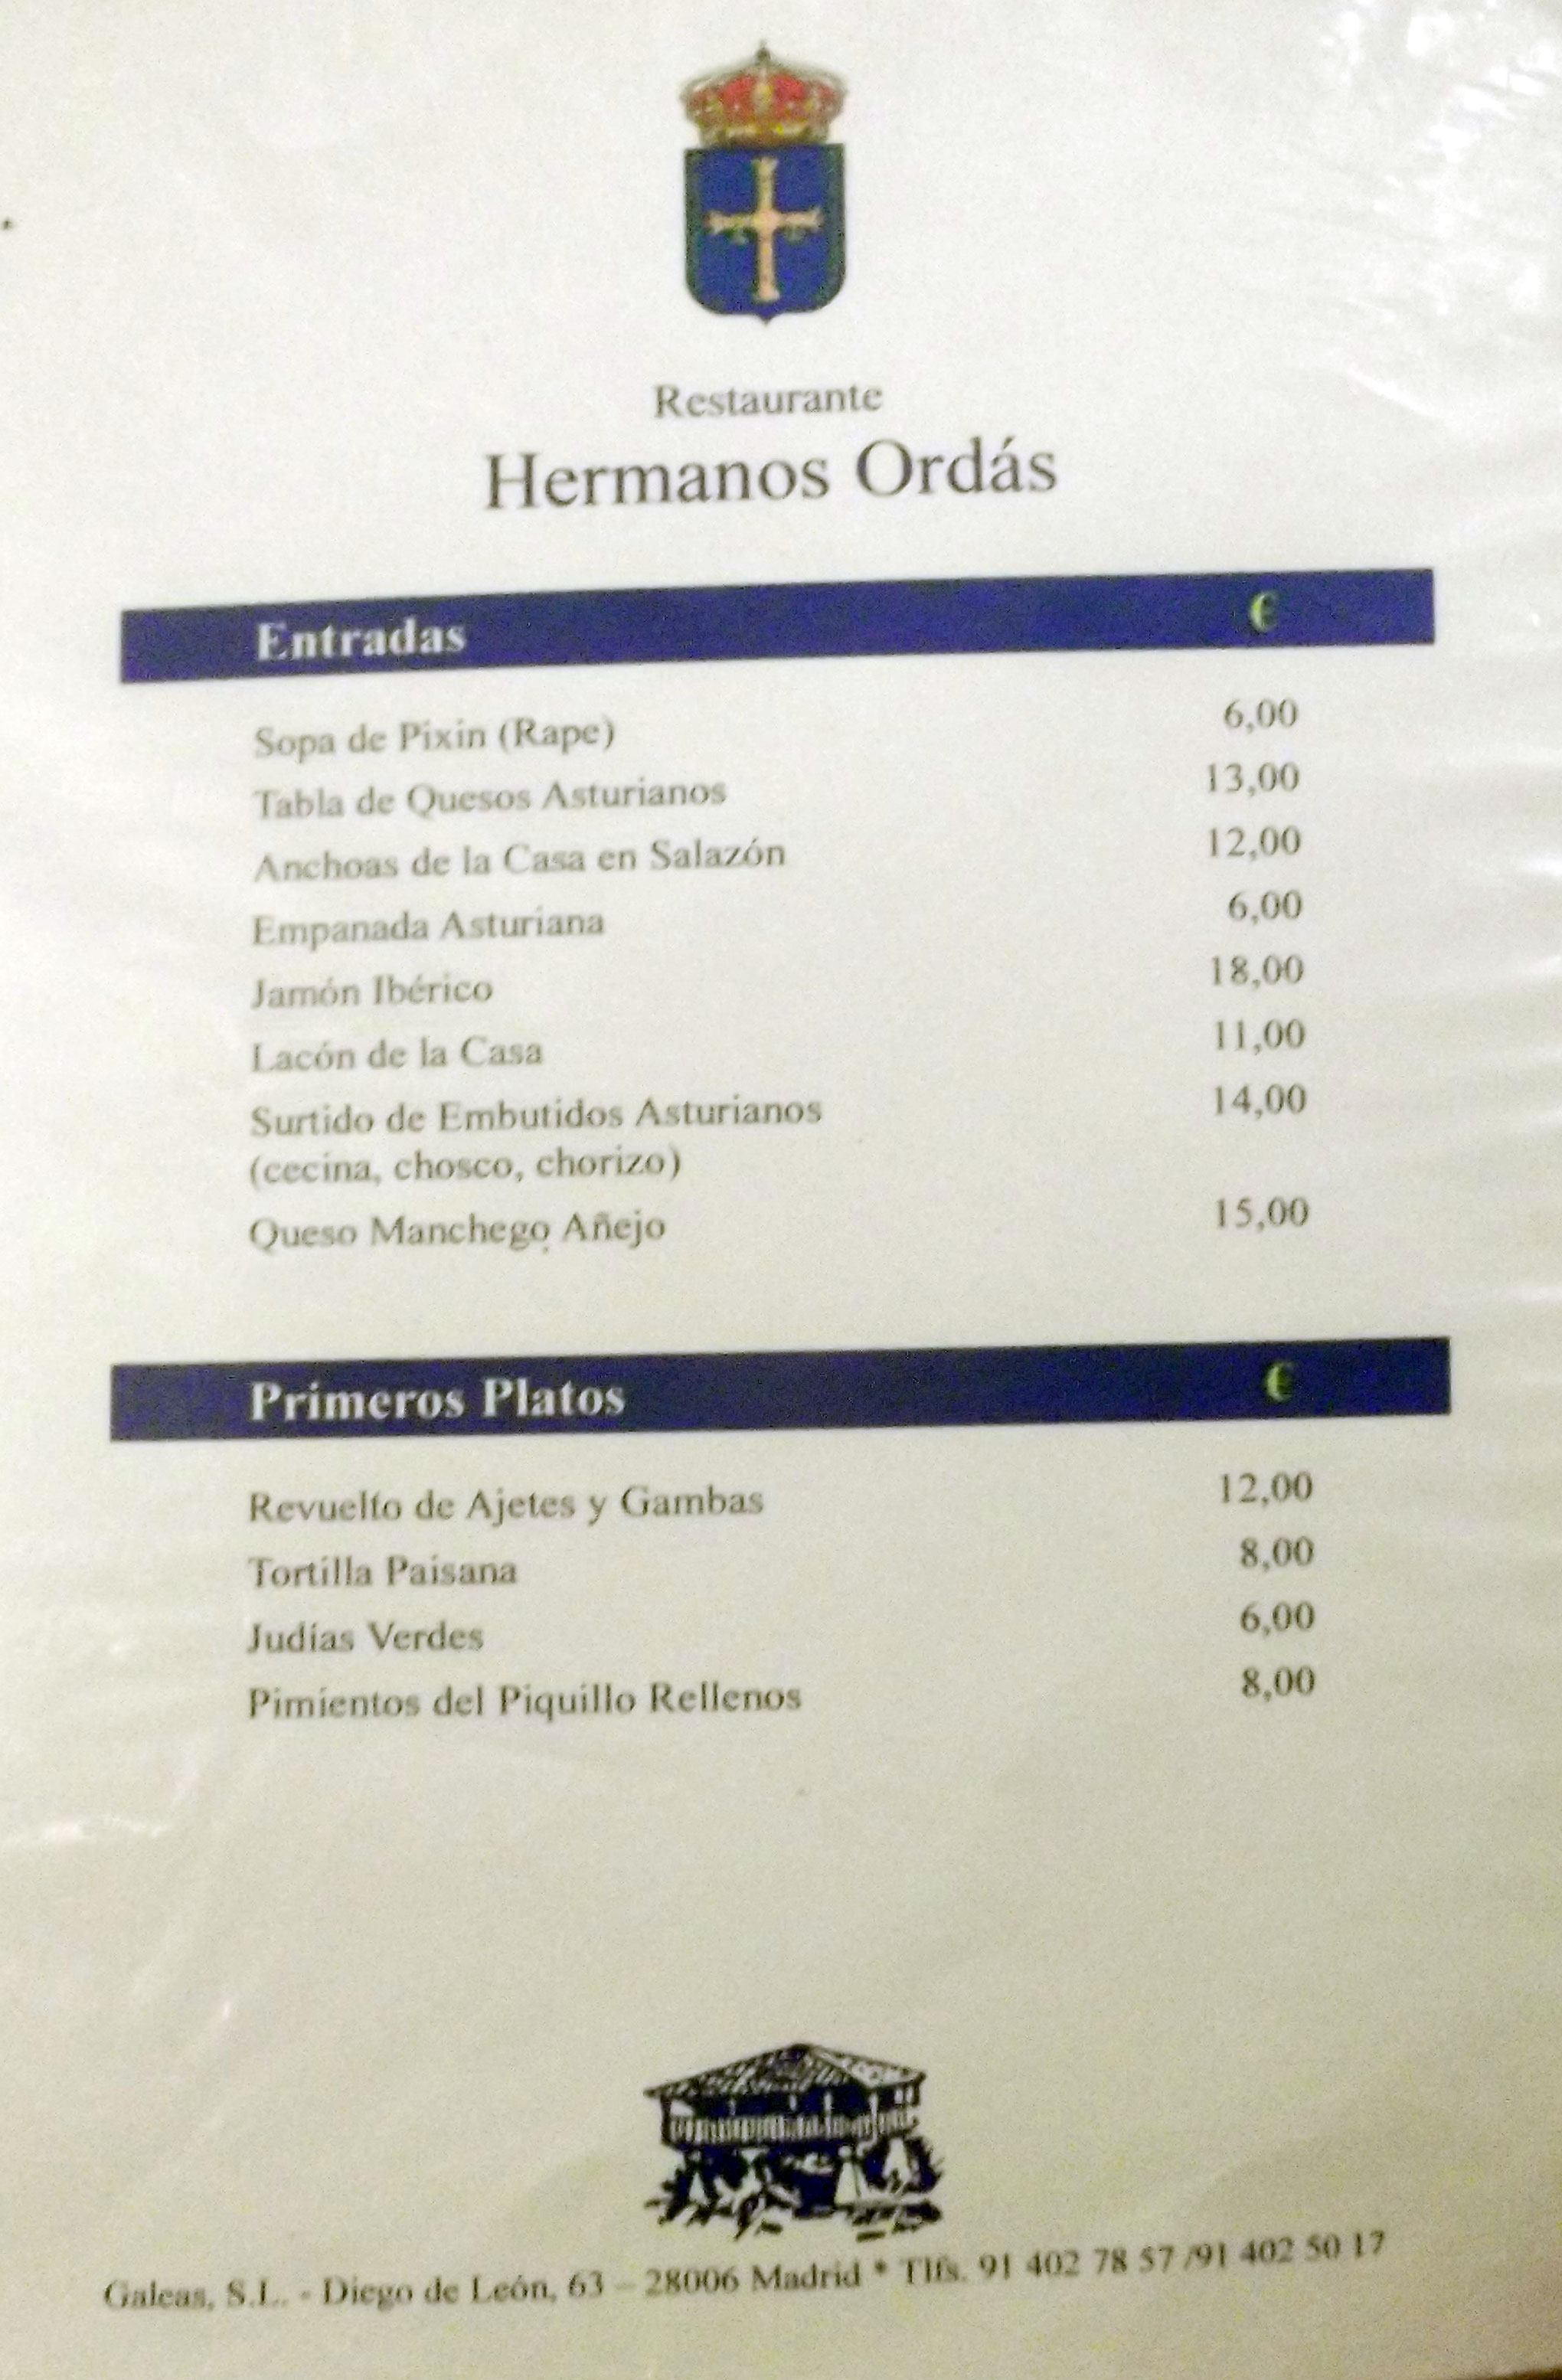 Restaurante
Hermanos Ordás
Entradas €
Sopa de Pixin (Rape) 6,00
Tabla de Quesos Asturianos 13,00
Anchoas de la Casa en Salazón 12,00
Empanada Asturiana 6,00
Jamón Ibérico 18,00
Lacón de la Casa 11,00
Surtido de Embutidos Asturianos 14,00
(cecina, chosco, chorizo)
Queso Manchego Añejo 15,00
Primeros Platos €
Revuelto de Ajetes y Gambas 12,00
Tortilla Paisana 8,00
Judías Verdes 6,00
Pimientos del Piquillo Rellenos 8,00
Galeas, S.L. - Diego de León, 63 – 28006 Madrid * Tlfs. 91 402 78 57 /91 402 50 17